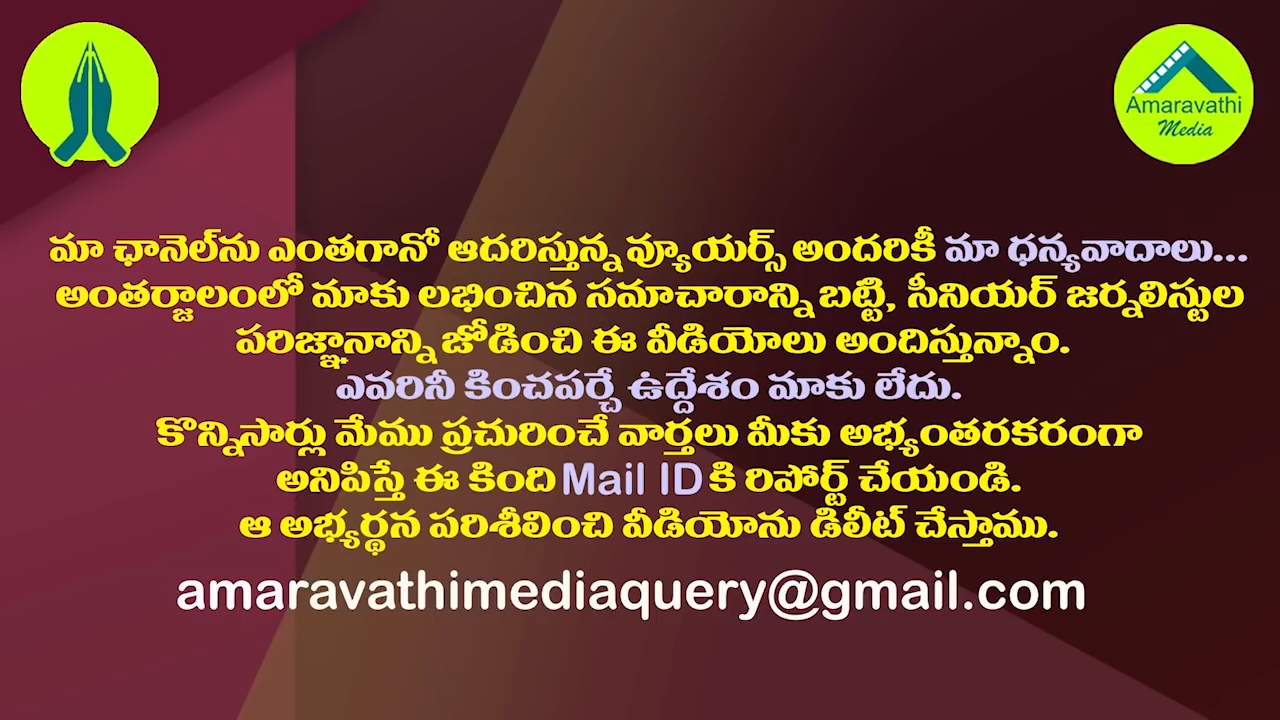 Amaravathi
Media
మా ఛానెల్‌ను ఎంతగానో ఆదరిస్తున్న వ్యూయర్స్ అందరికీ మా ధన్యవాదాలు...
అంతర్జాలంలో మాకు లభించిన సమాచారాన్ని బట్టి, సీనియర్ జర్నలిస్టుల
పరిజ్ఞానాన్ని జోడించి ఈ వీడియోలు అందిస్తున్నాం.
ఎవరినీ కించపర్చే ఉద్దేశం మాకు లేదు.
కొన్నిసార్లు మేము ప్రచురించే వార్తలు మీకు అభ్యంతరకరంగా
అనిపిస్తే ఈ కింది Mail ID కి రిపోర్ట్ చేయండి.
ఆ అభ్యర్థన పరిశీలించి వీడియోను డిలీట్ చేస్తాము.
amaravathimediaquery@gmail.com